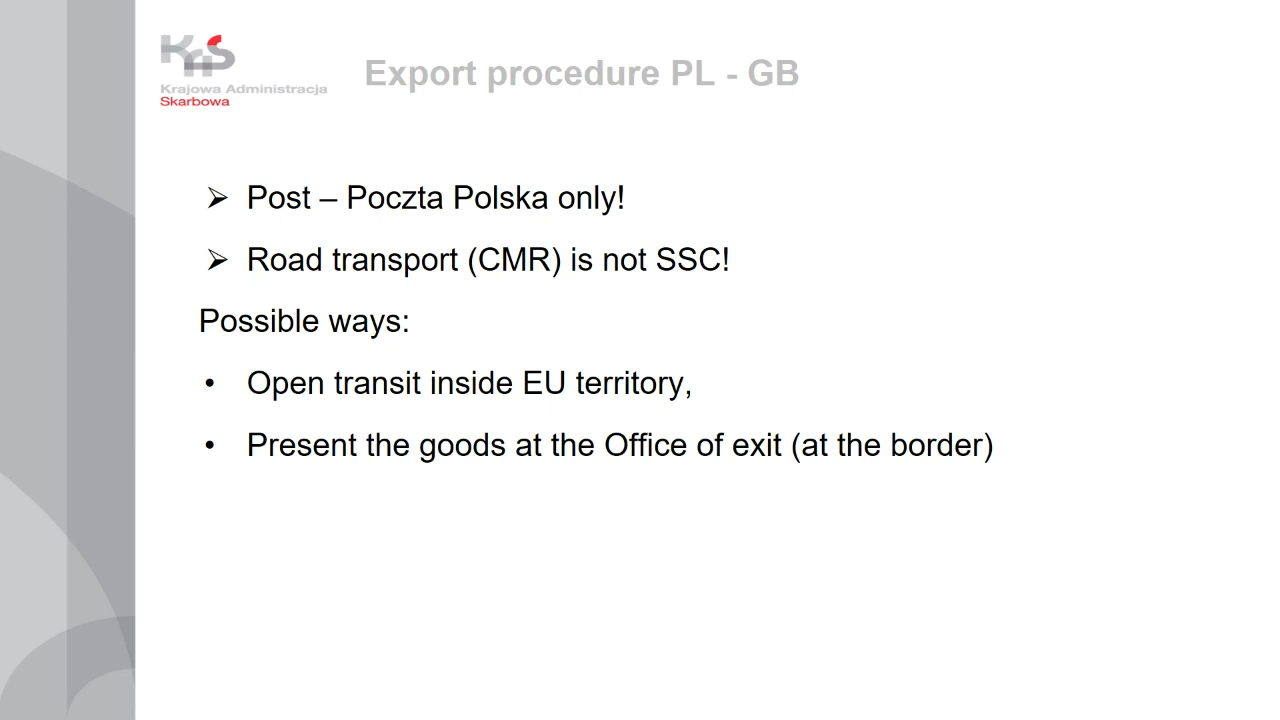 KAS
Krajowa Administracja
Skarbowa
Export procedure PL - GB
➢ Post – Poczta Polska only!
➢ Road transport (CMR) is not SSC!
Possible ways:
• Open transit inside EU territory,
• Present the goods at the Office of exit (at the border)